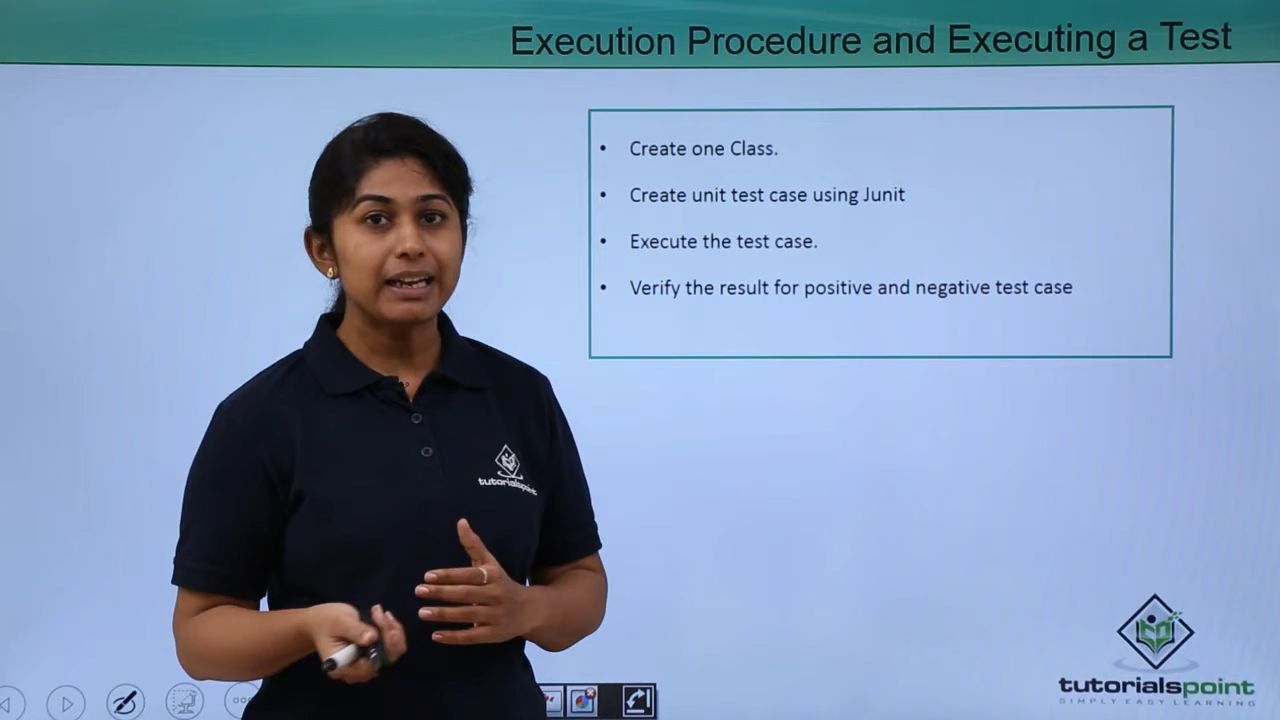 Execution Procedure and Executing a Test
• Create one Class.
• Create unit test case using Junit
• Execute the test case.
• Verify the result for positive and negative test case
tutorialspoint
tutorialspoint
SIMPLY EASY LEARNING